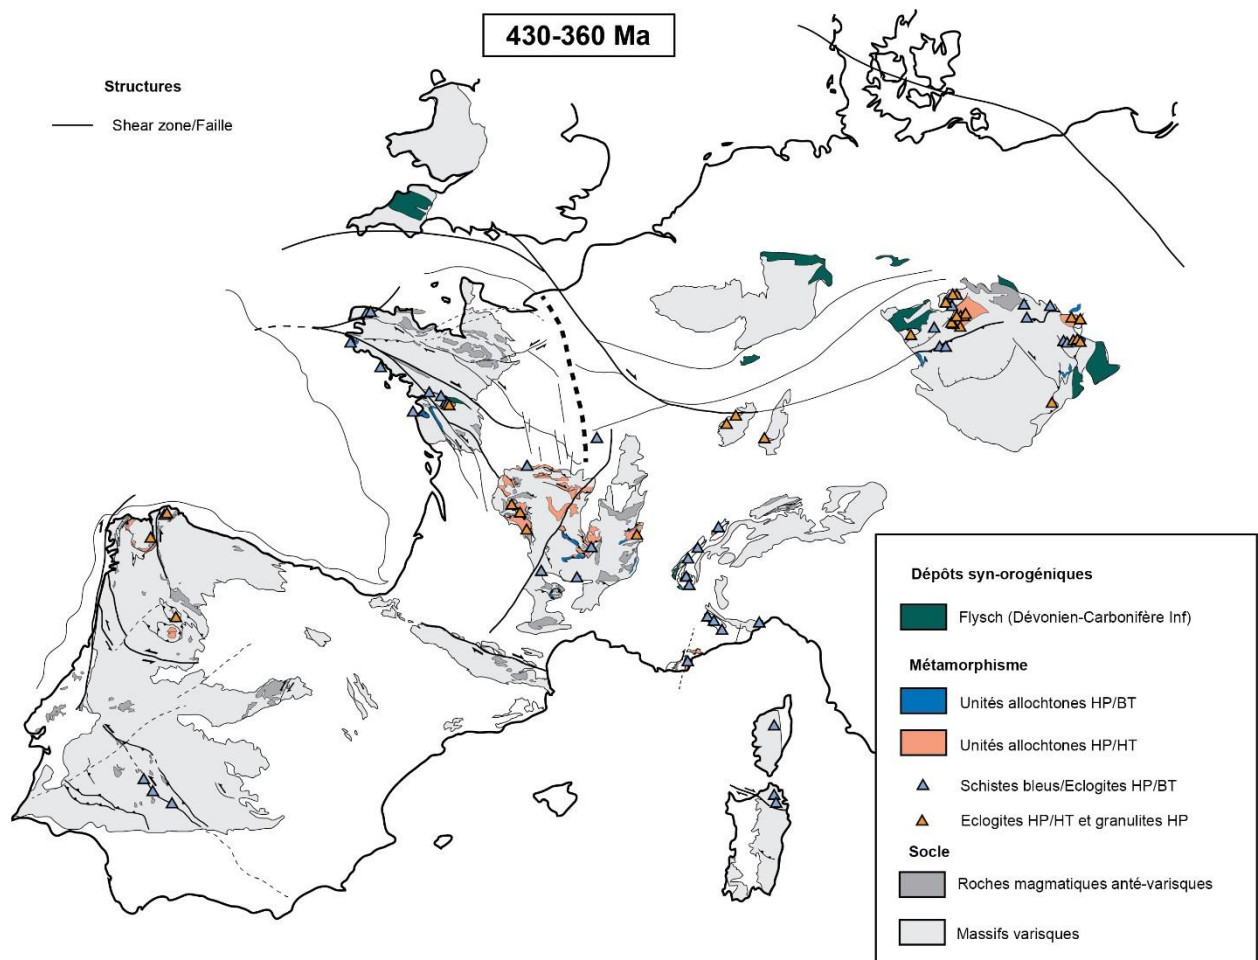 430-360 Ma
Structures
Shear zone/Faille
Dépôts syn-orogéniques
Flysch (Dévonien-Carbonifère Inf)
Métamorphisme
Unités allochtones HP/BT
Unités allochtones HP/HT
Schistes bleus/Eclogites HP/BT
Eclogites HP/HT et granulites HP
Socle
Roches magmatiques anté-varisques
Massifs varisques